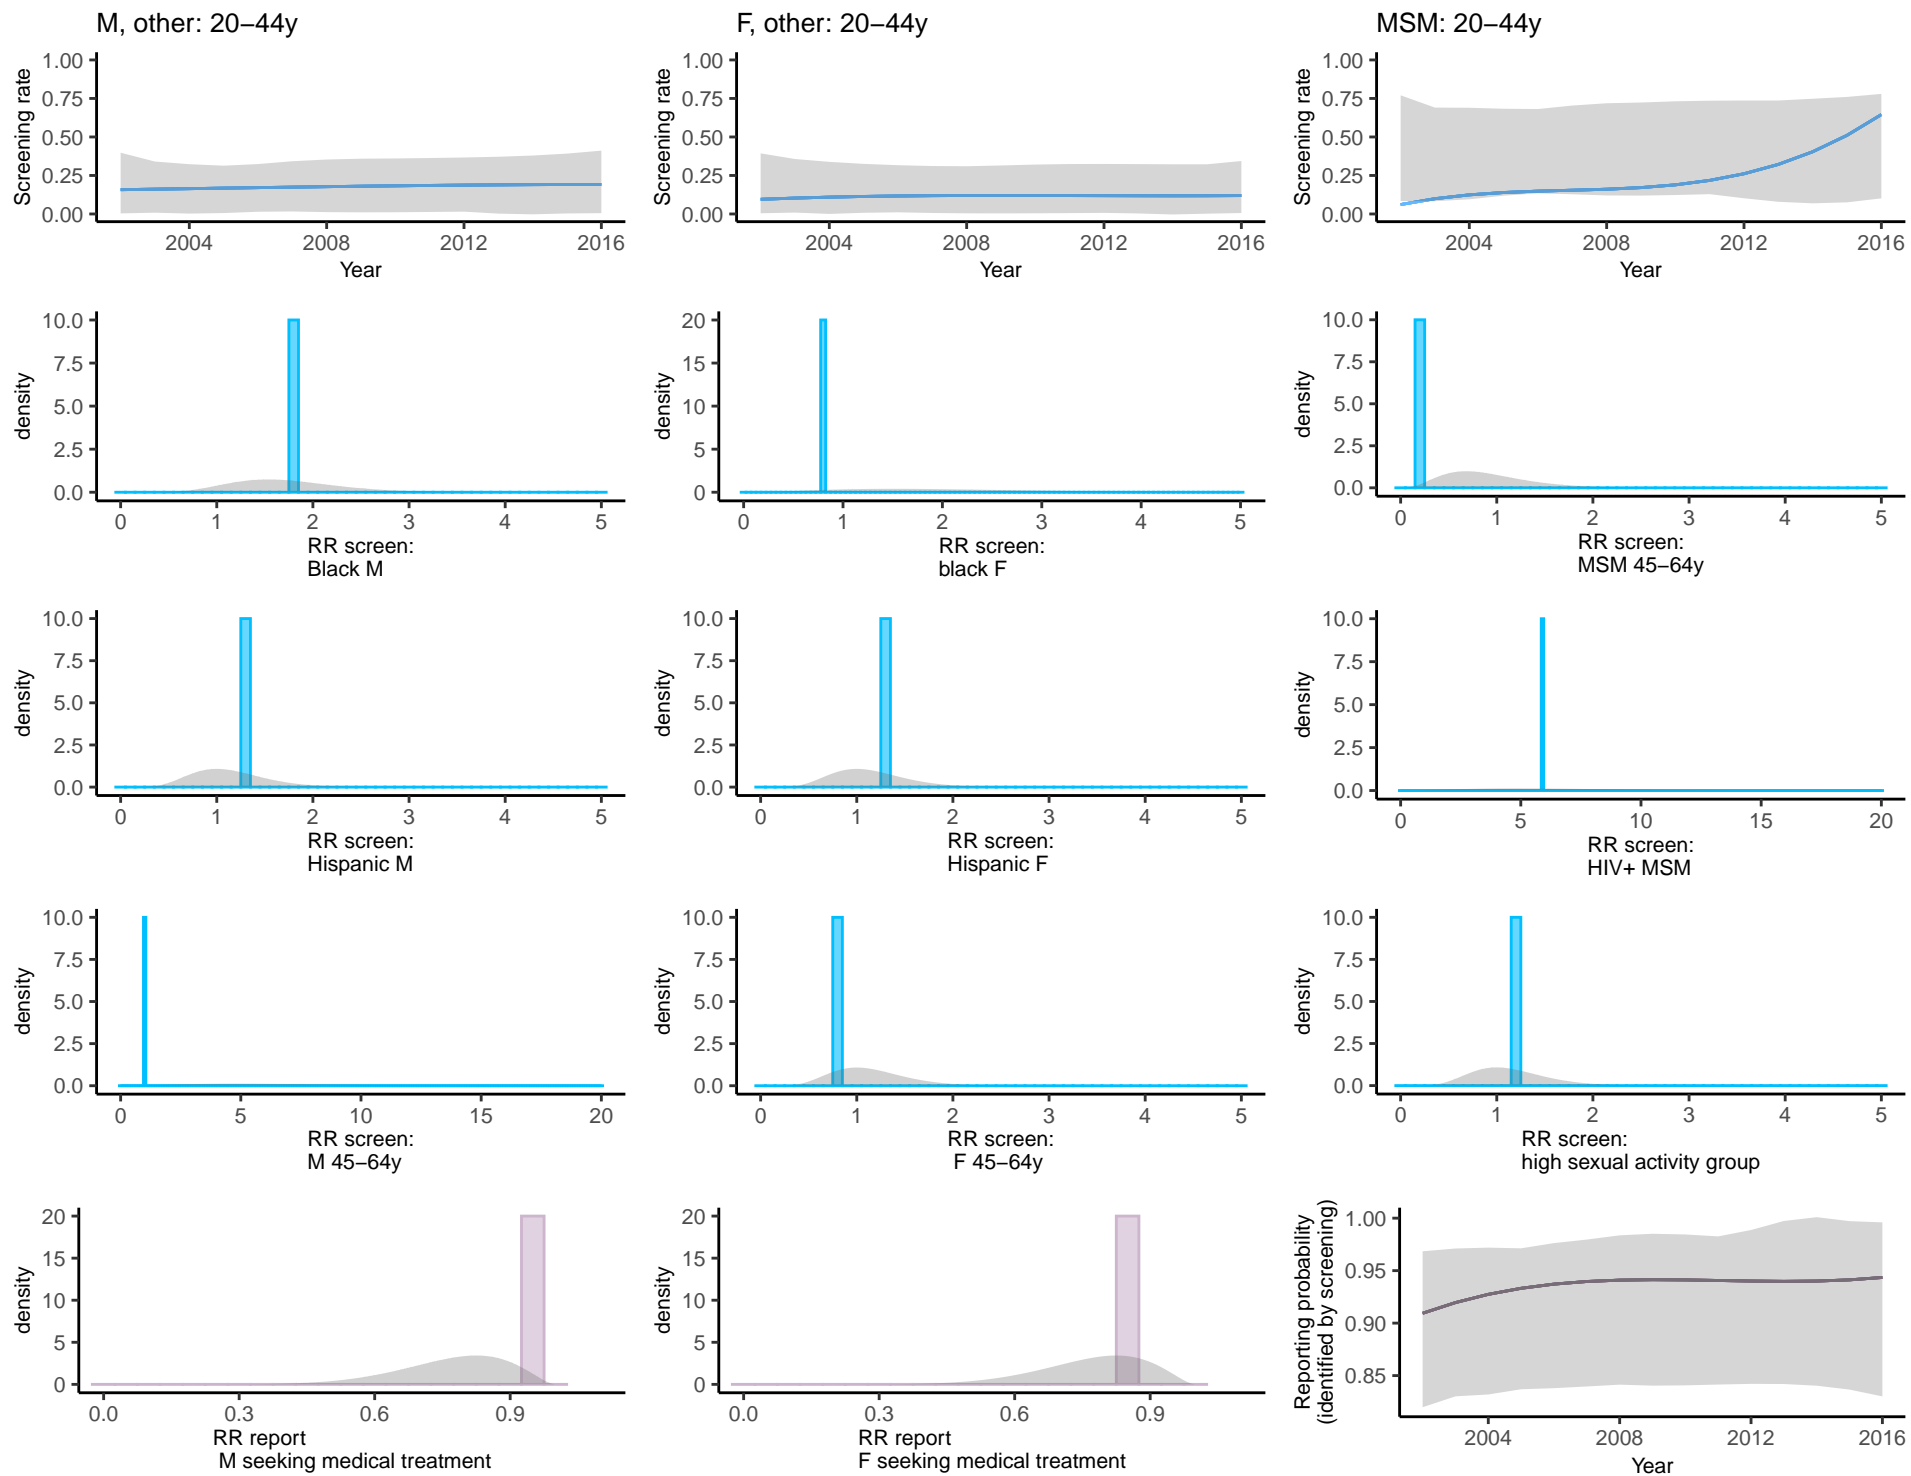 M, other: 20−44y
F, other: 20−44y
MSM: 20−44y
Screening rate
1.00
0.75
0.50
0.25
0.00
2004 2008 2012 2016
Year
Screening rate
1.00
0.75
0.50
0.25
0.00
2004 2008 2012 2016
Year
Screening rate
1.00
0.75
0.50
0.25
0.00
2004 2008 2012 2016
Year
density
10.0
7.5
5.0
2.5
0.0
0 1 2 3 4 5
RR screen:
Black M
density
20
15
10
5
0
0 1 2 3 4 5
RR screen:
black F
density
10.0
7.5
5.0
2.5
0.0
0 1 2 3 4 5
RR screen:
MSM 45−64y
density
10.0
7.5
5.0
2.5
0.0
0 1 2 3 4 5
RR screen:
Hispanic M
density
10.0
7.5
5.0
2.5
0.0
0 1 2 3 4 5
RR screen:
Hispanic F
density
10.0
7.5
5.0
2.5
0.0
0 5 10 15 20
RR screen:
HIV+ MSM
density
10.0
7.5
5.0
2.5
0.0
0 5 10 15 20
RR screen:
M 45−64y
density
10.0
7.5
5.0
2.5
0.0
0 1 2 3 4 5
RR screen:
F 45−64y
density
10.0
7.5
5.0
2.5
0.0
0 1 2 3 4 5
RR screen:
high sexual activity group
density
20
15
10
5
0
0.0 0.3 0.6 0.9
RR report
M seeking medical treatment
density
20
15
10
5
0
0.0 0.3 0.6 0.9
RR report
F seeking medical treatment
Reporting probability
(identified by screening)
1.00
0.95
0.90
0.85
2004 2008 2012 2016
Year